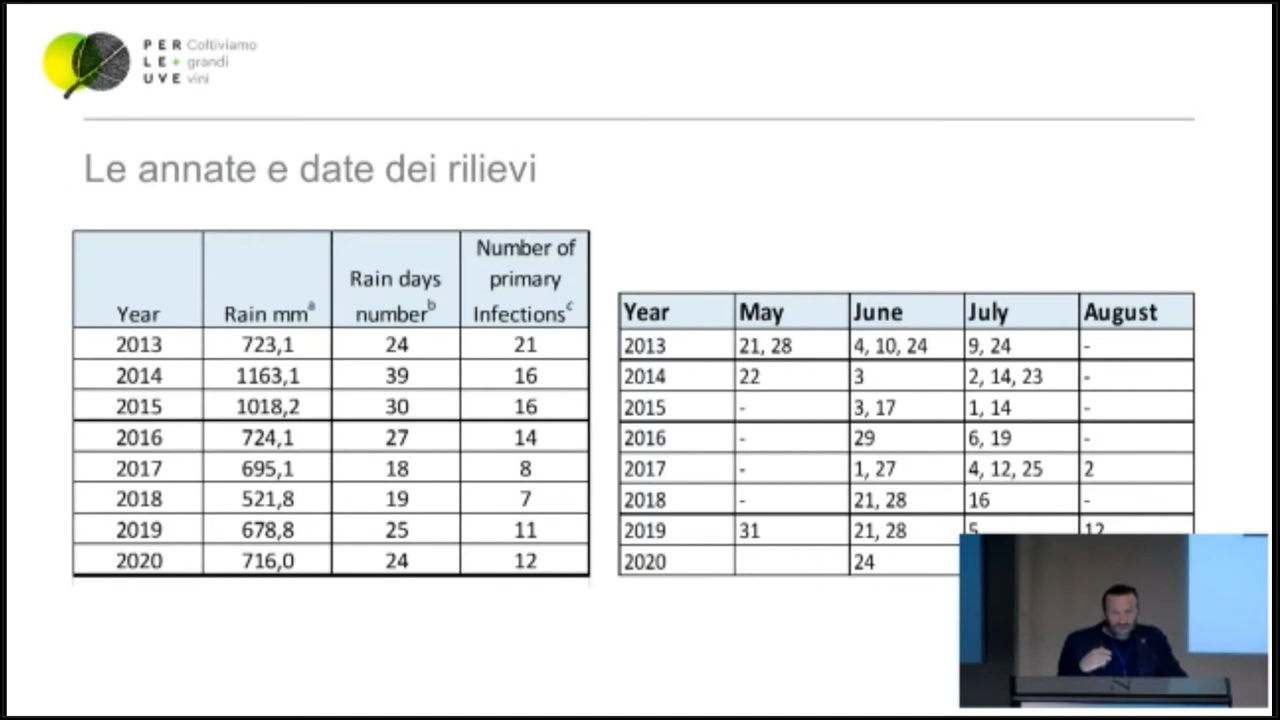 PER Coltiviamo
LE+ grandi
UVE vini
Le annate e date dei rilievi
Year Rain mmᵃ Rain days numberᵇ Number of primary Infectionsᶜ
2013 723,1 24 21
2014 1163,1 39 16
2015 1018,2 30 16
2016 724,1 27 14
2017 695,1 18 8
2018 521,8 19 7
2019 678,8 25 11
2020 716,0 24 12
Year May June July August
2013 21, 28 4, 10, 24 9, 24 -
2014 22 3 2, 14, 23 -
2015 - 3, 17 1, 14 -
2016 - 29 6, 19 -
2017 - 1, 27 4, 12, 25 2
2018 - 21, 28 16 -
2019 31 21, 28 5 12
2020 24